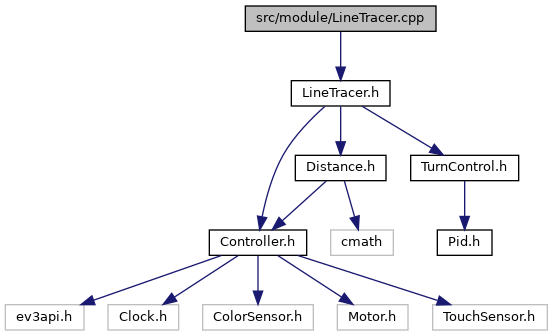 src/module/LineTracer.cpp
LineTracer.h
Distance.h
TurnControl.h
Controller.h
cmath
Pid.h
ev3api.h
Clock.h
ColorSensor.h
Motor.h
TouchSensor.h